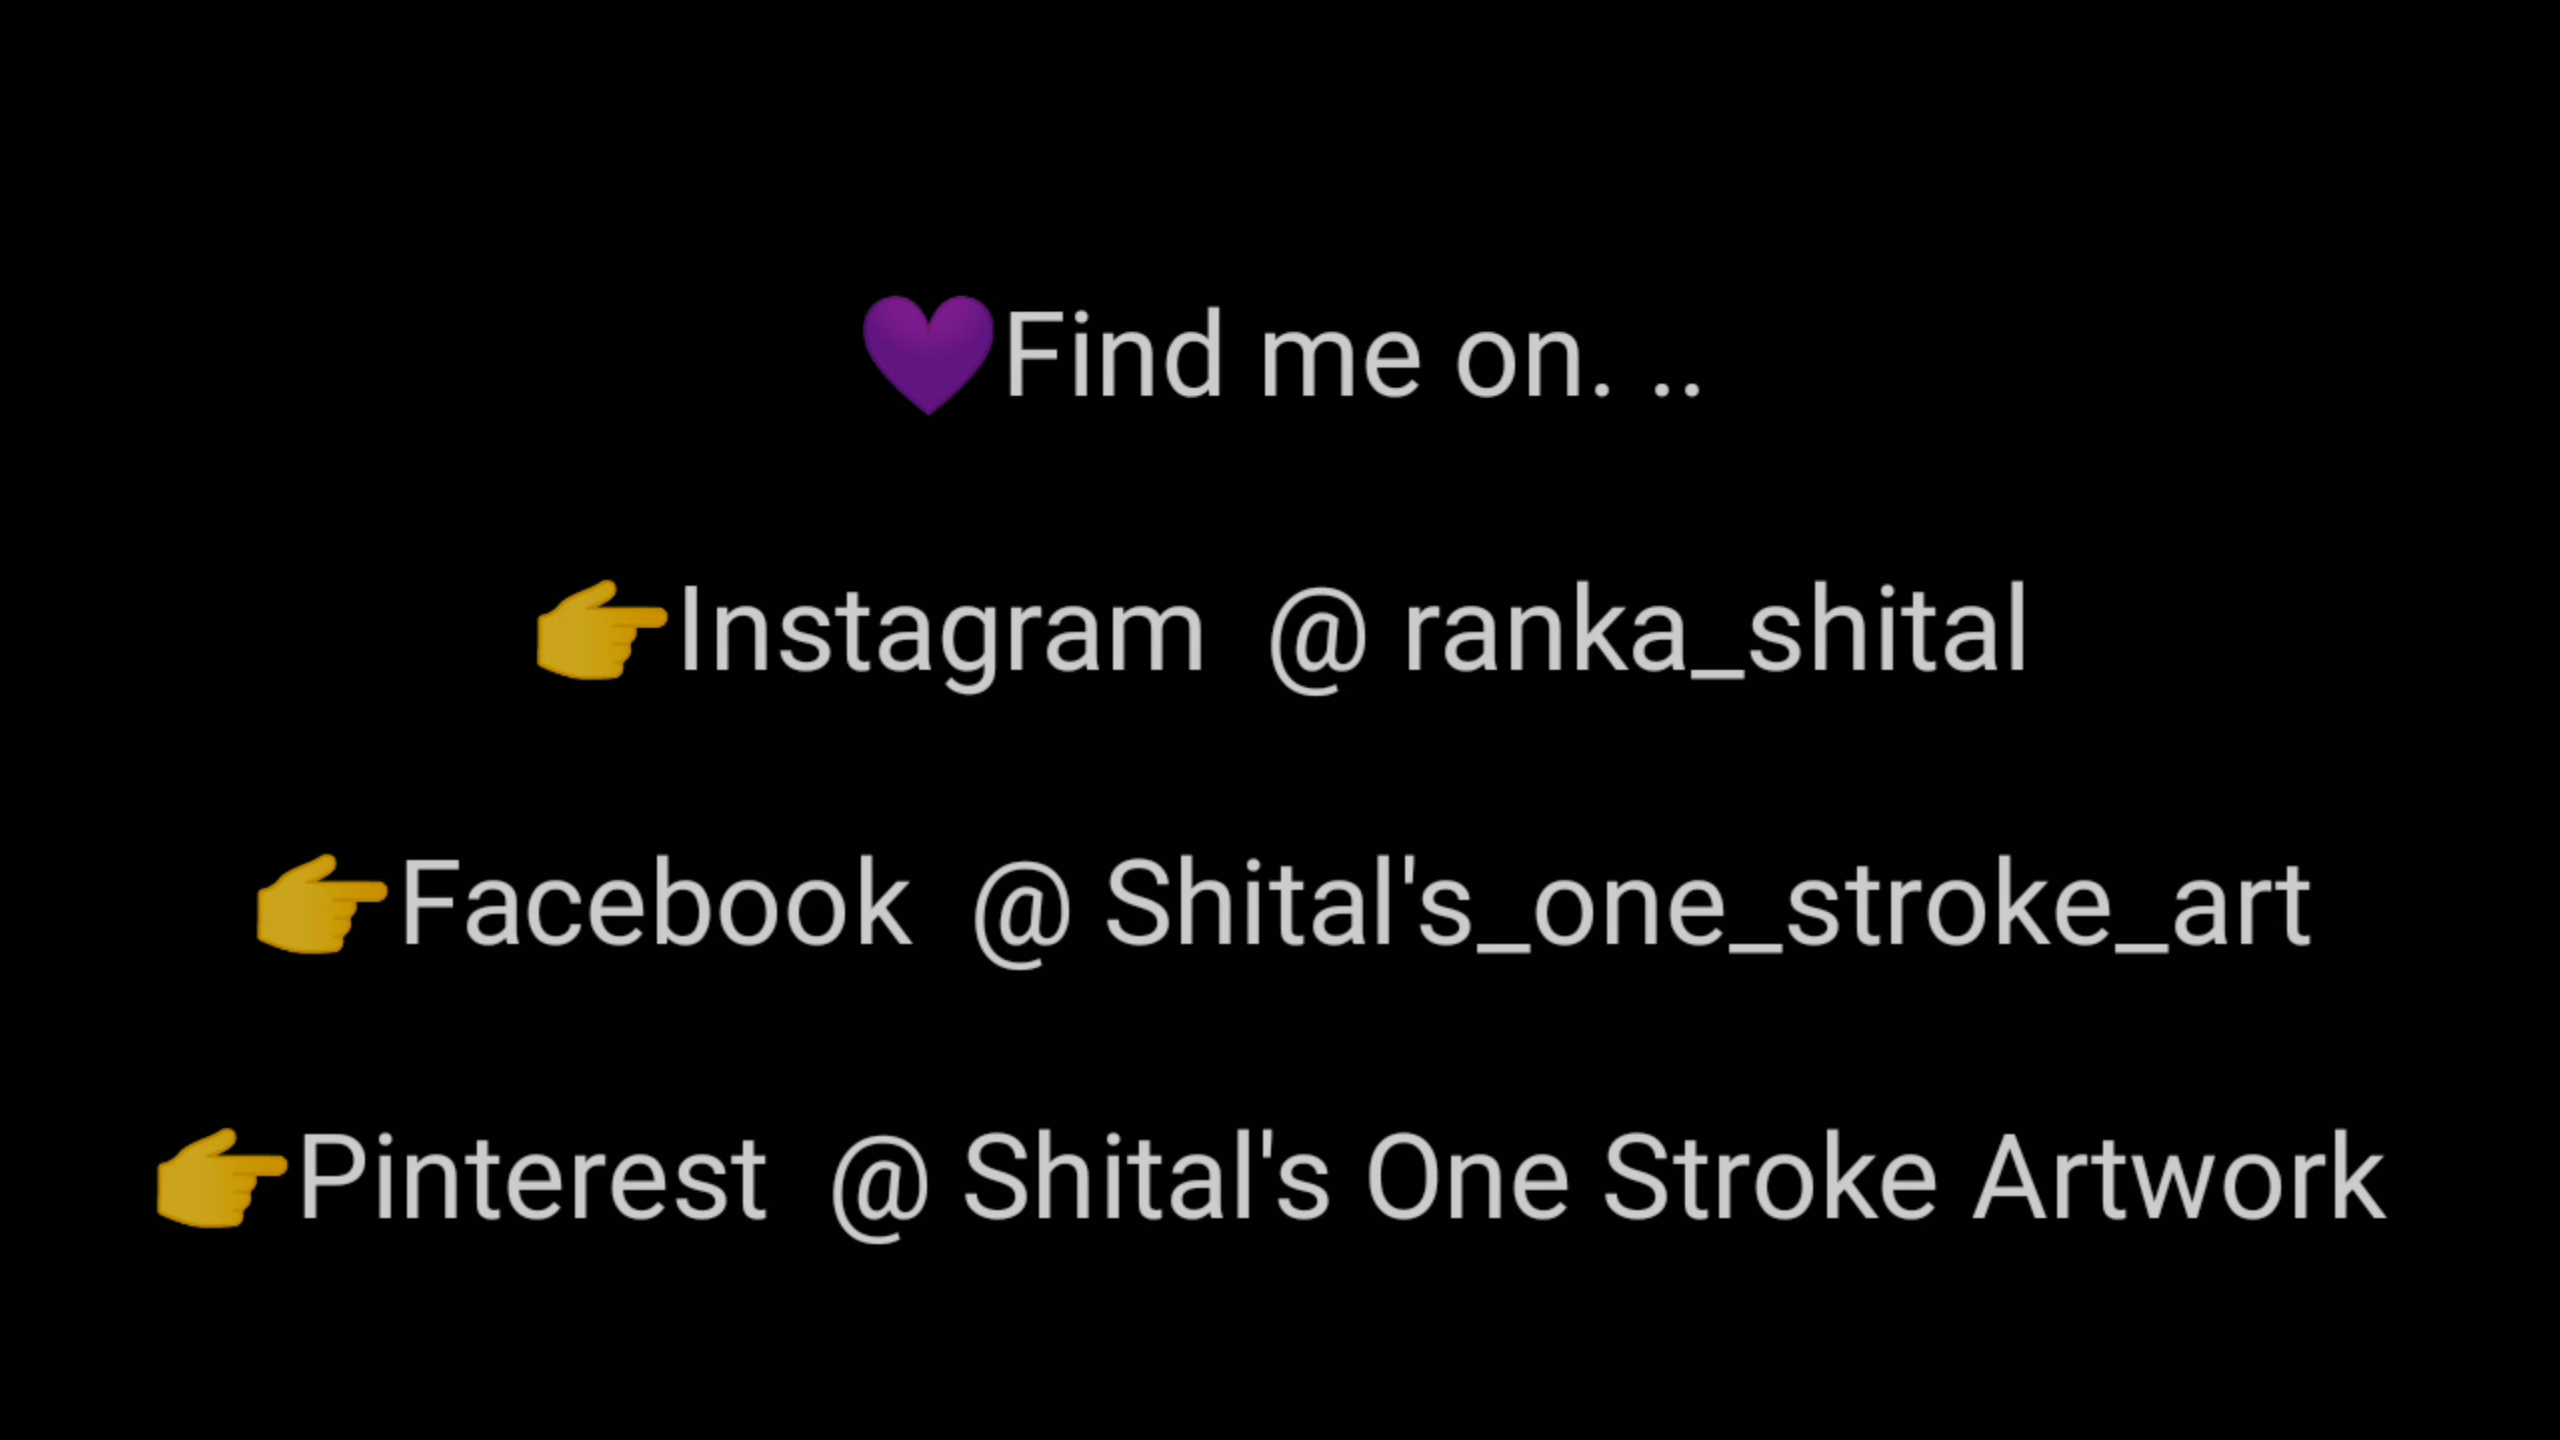 💜Find me on. ..
👉Instagram  @ ranka_shital
👉Facebook  @ Shital's_one_stroke_art
👉Pinterest  @ Shital's One Stroke Artwork